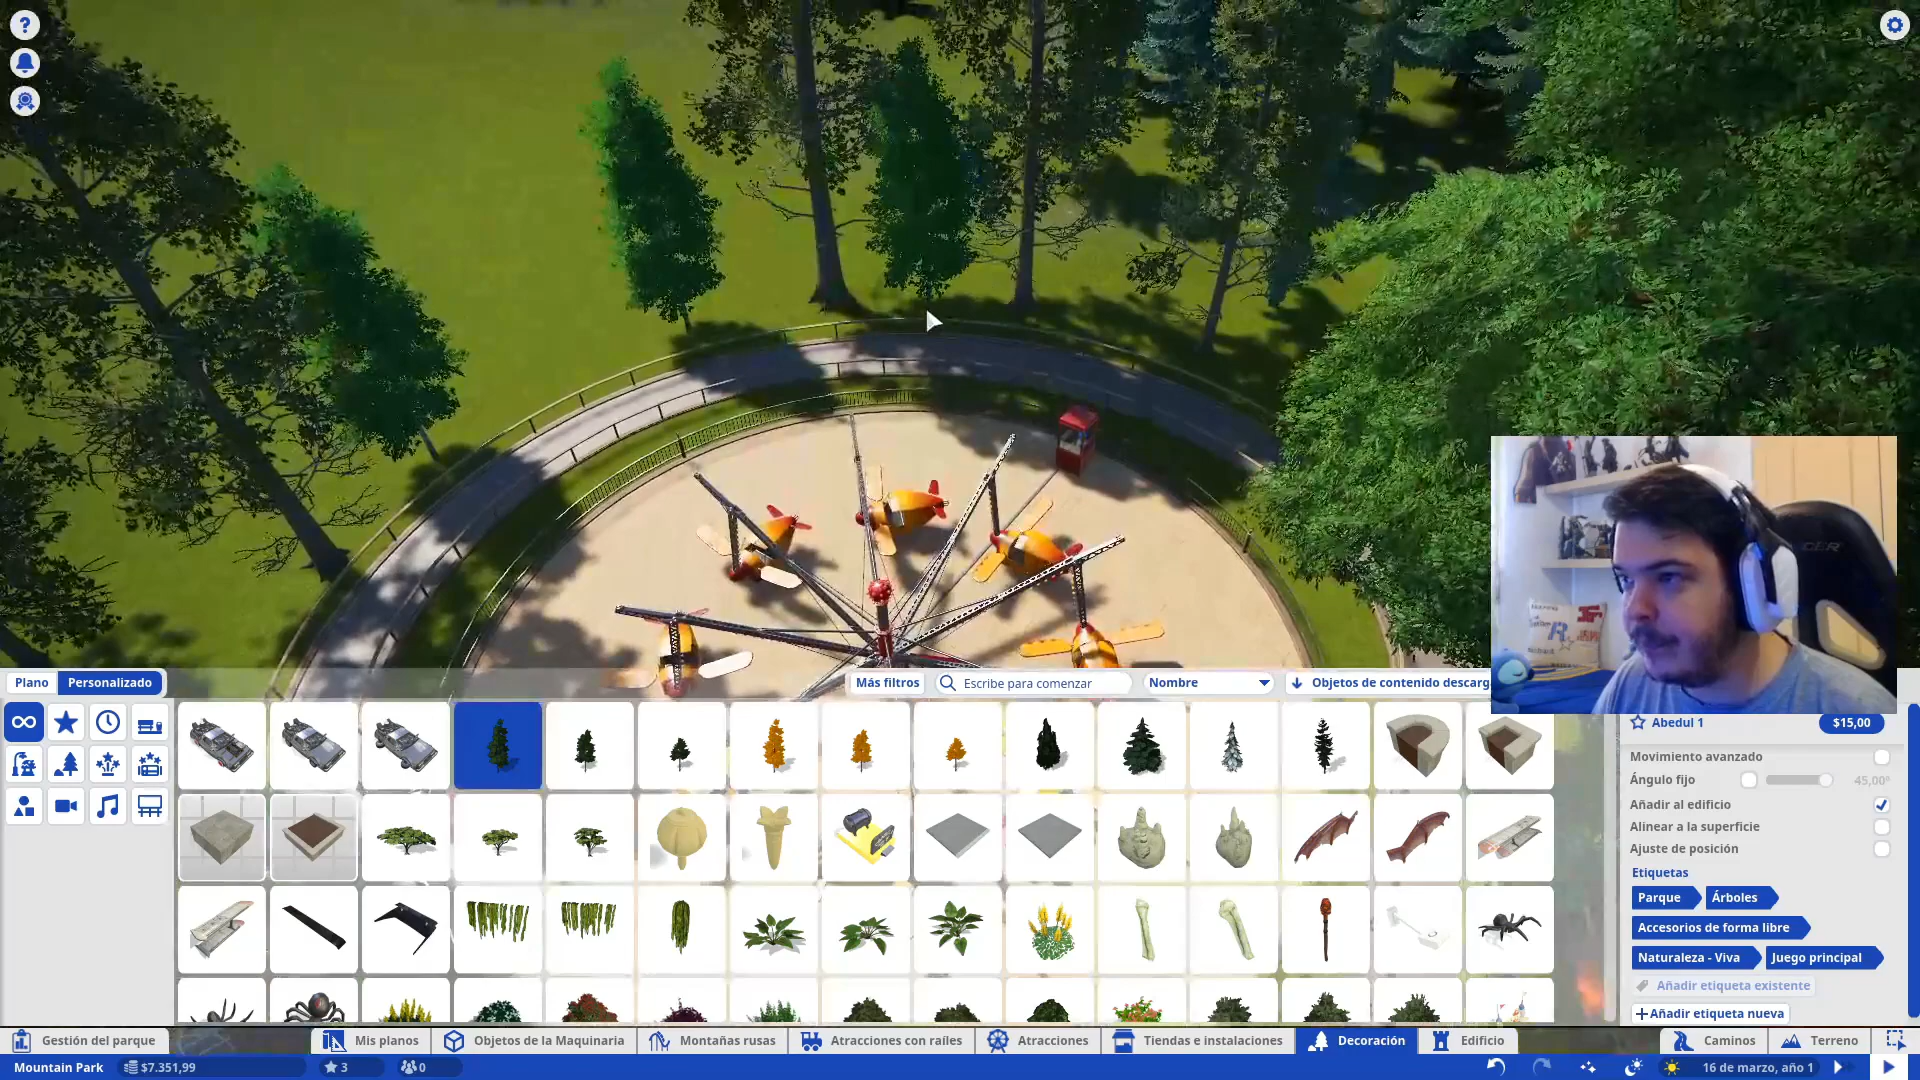 Plano
Personalizado
Más filtros
Escribe para comenzar
Nombre
Objetos de contenido descarg
Abedul 1
$15,00
Movimiento avanzado
Ángulo fijo
45,00º
Añadir al edificio
Alinear a la superficie
Ajuste de posición
Etiquetas
Parque
Árboles
Accesorios de forma libre
Naturaleza - Viva
Juego principal
Añadir etiqueta existente
+Añadir etiqueta nueva
Gestión del parque
Mis planos
Objetos de la Maquinaria
Montañas rusas
Atracciones con raíles
Atracciones
Tiendas e instalaciones
Decoración
Edificio
Caminos
Terreno
Mountain Park
$7.351,99
3
0
16 de marzo, año 1